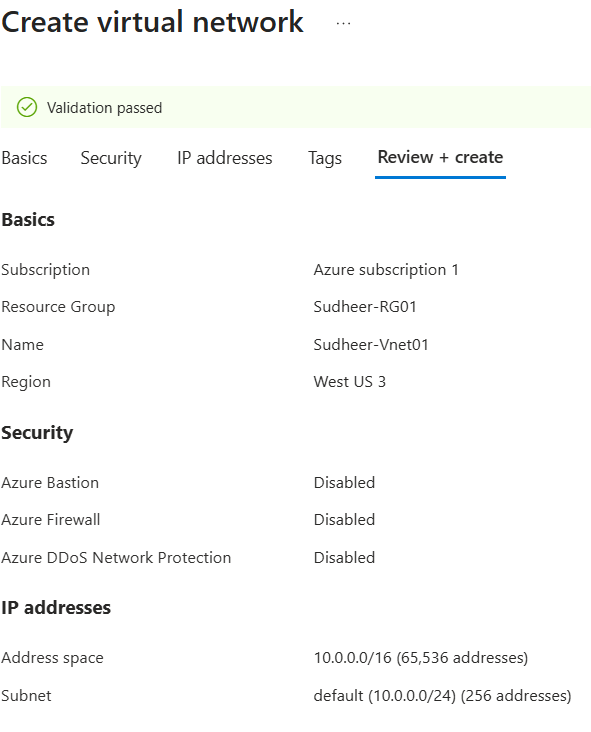 Create virtual network ...
Validation passed
Basics Security IP addresses Tags Review + create
Basics
Subscription Azure subscription 1
Resource Group Sudheer-RG01
Name Sudheer-Vnet01
Region West US 3
Security
Azure Bastion Disabled
Azure Firewall Disabled
Azure DDoS Network Protection Disabled
IP addresses
Address space 10.0.0.0/16 (65,536 addresses)
Subnet default (10.0.0.0/24) (256 addresses)